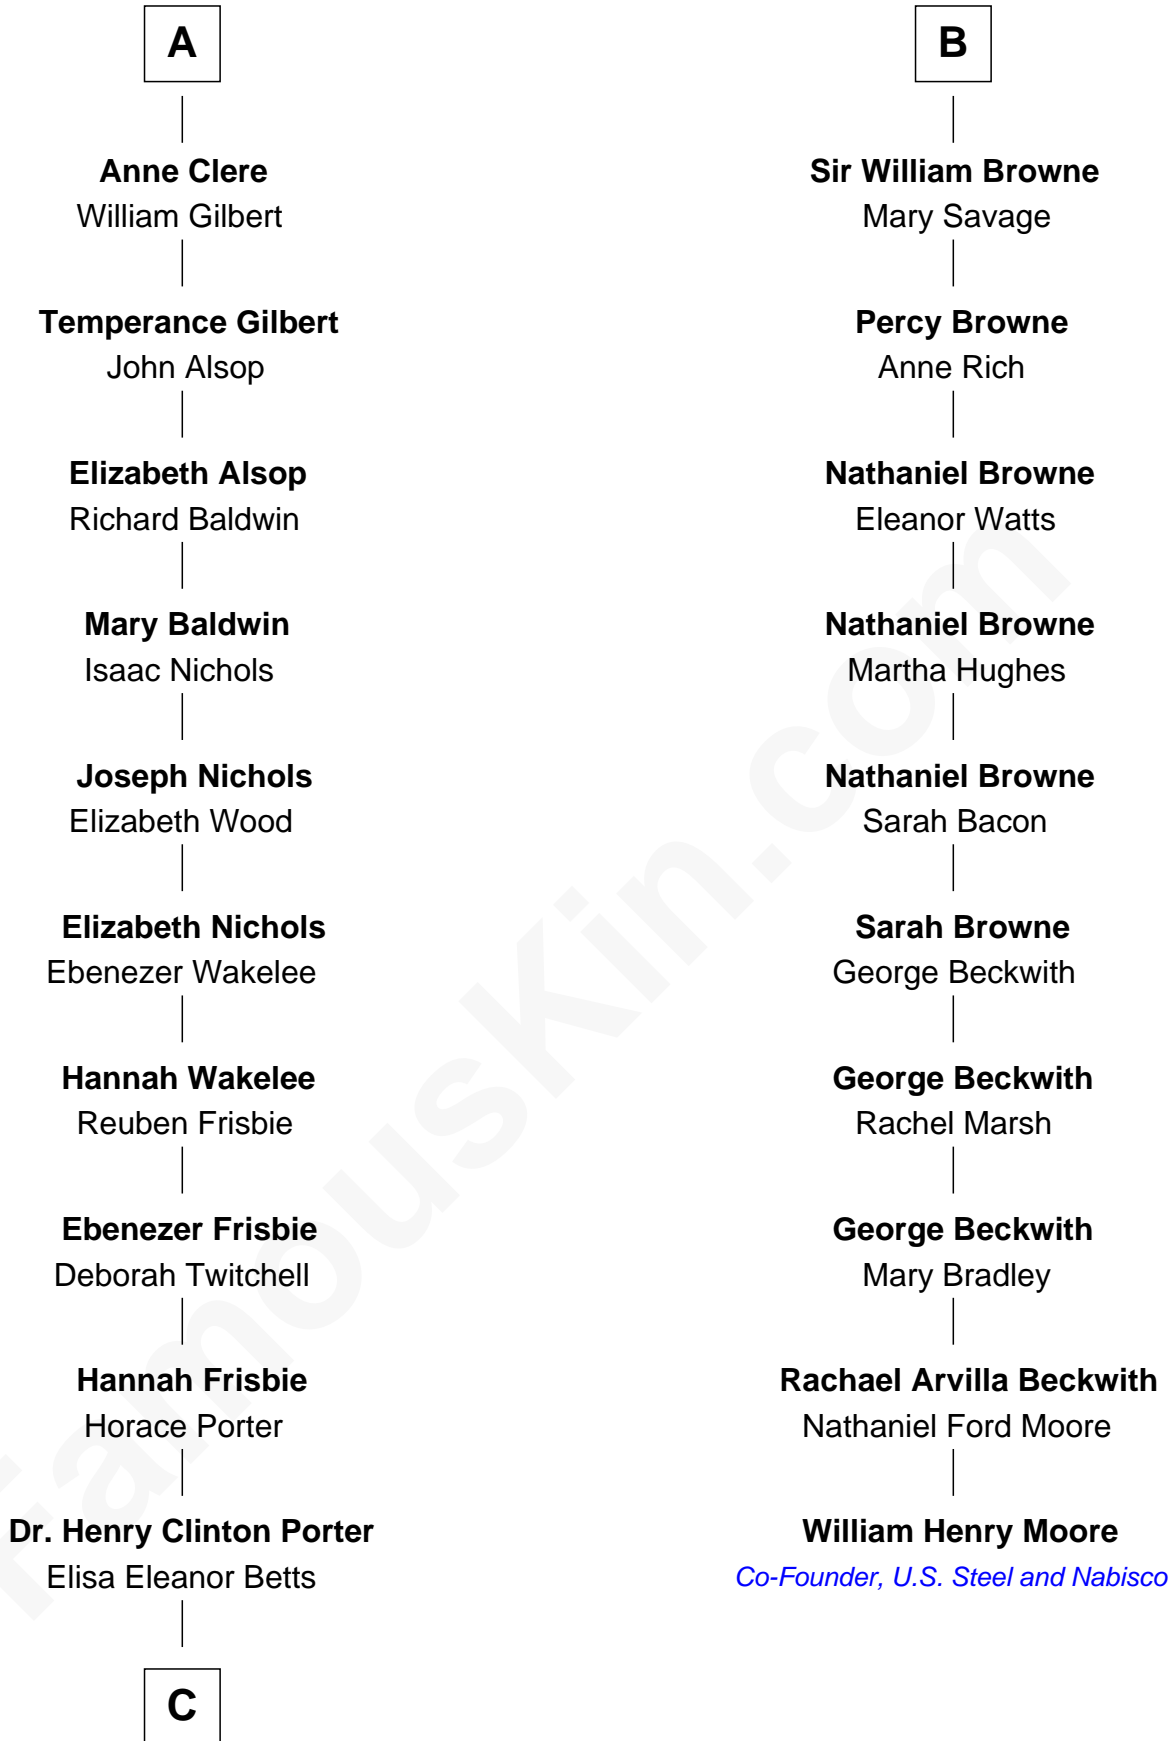 A
Anne Clere
William Gilbert
Temperance Gilbert
John Alsop
Elizabeth Alsop
Richard Baldwin
Mary Baldwin
Isaac Nichols
Joseph Nichols
Elizabeth Wood
Elizabeth Nichols
Ebenezer Wakelee
Hannah Wakelee
Reuben Frisbie
Ebenezer Frisbie
Deborah Twitchell
Hannah Frisbie
Horace Porter
Dr. Henry Clinton Porter
Elisa Eleanor Betts
C
B
Sir William Browne
Mary Savage
Percy Browne
Anne Rich
Nathaniel Browne
Eleanor Watts
Nathaniel Browne
Martha Hughes
Nathaniel Browne
Sarah Bacon
Sarah Browne
George Beckwith
George Beckwith
Rachel Marsh
George Beckwith
Mary Bradley
Rachael Arvilla Beckwith
Nathaniel Ford Moore
William Henry Moore
Co-Founder, U.S. Steel and Nabisco
FamousKin.com